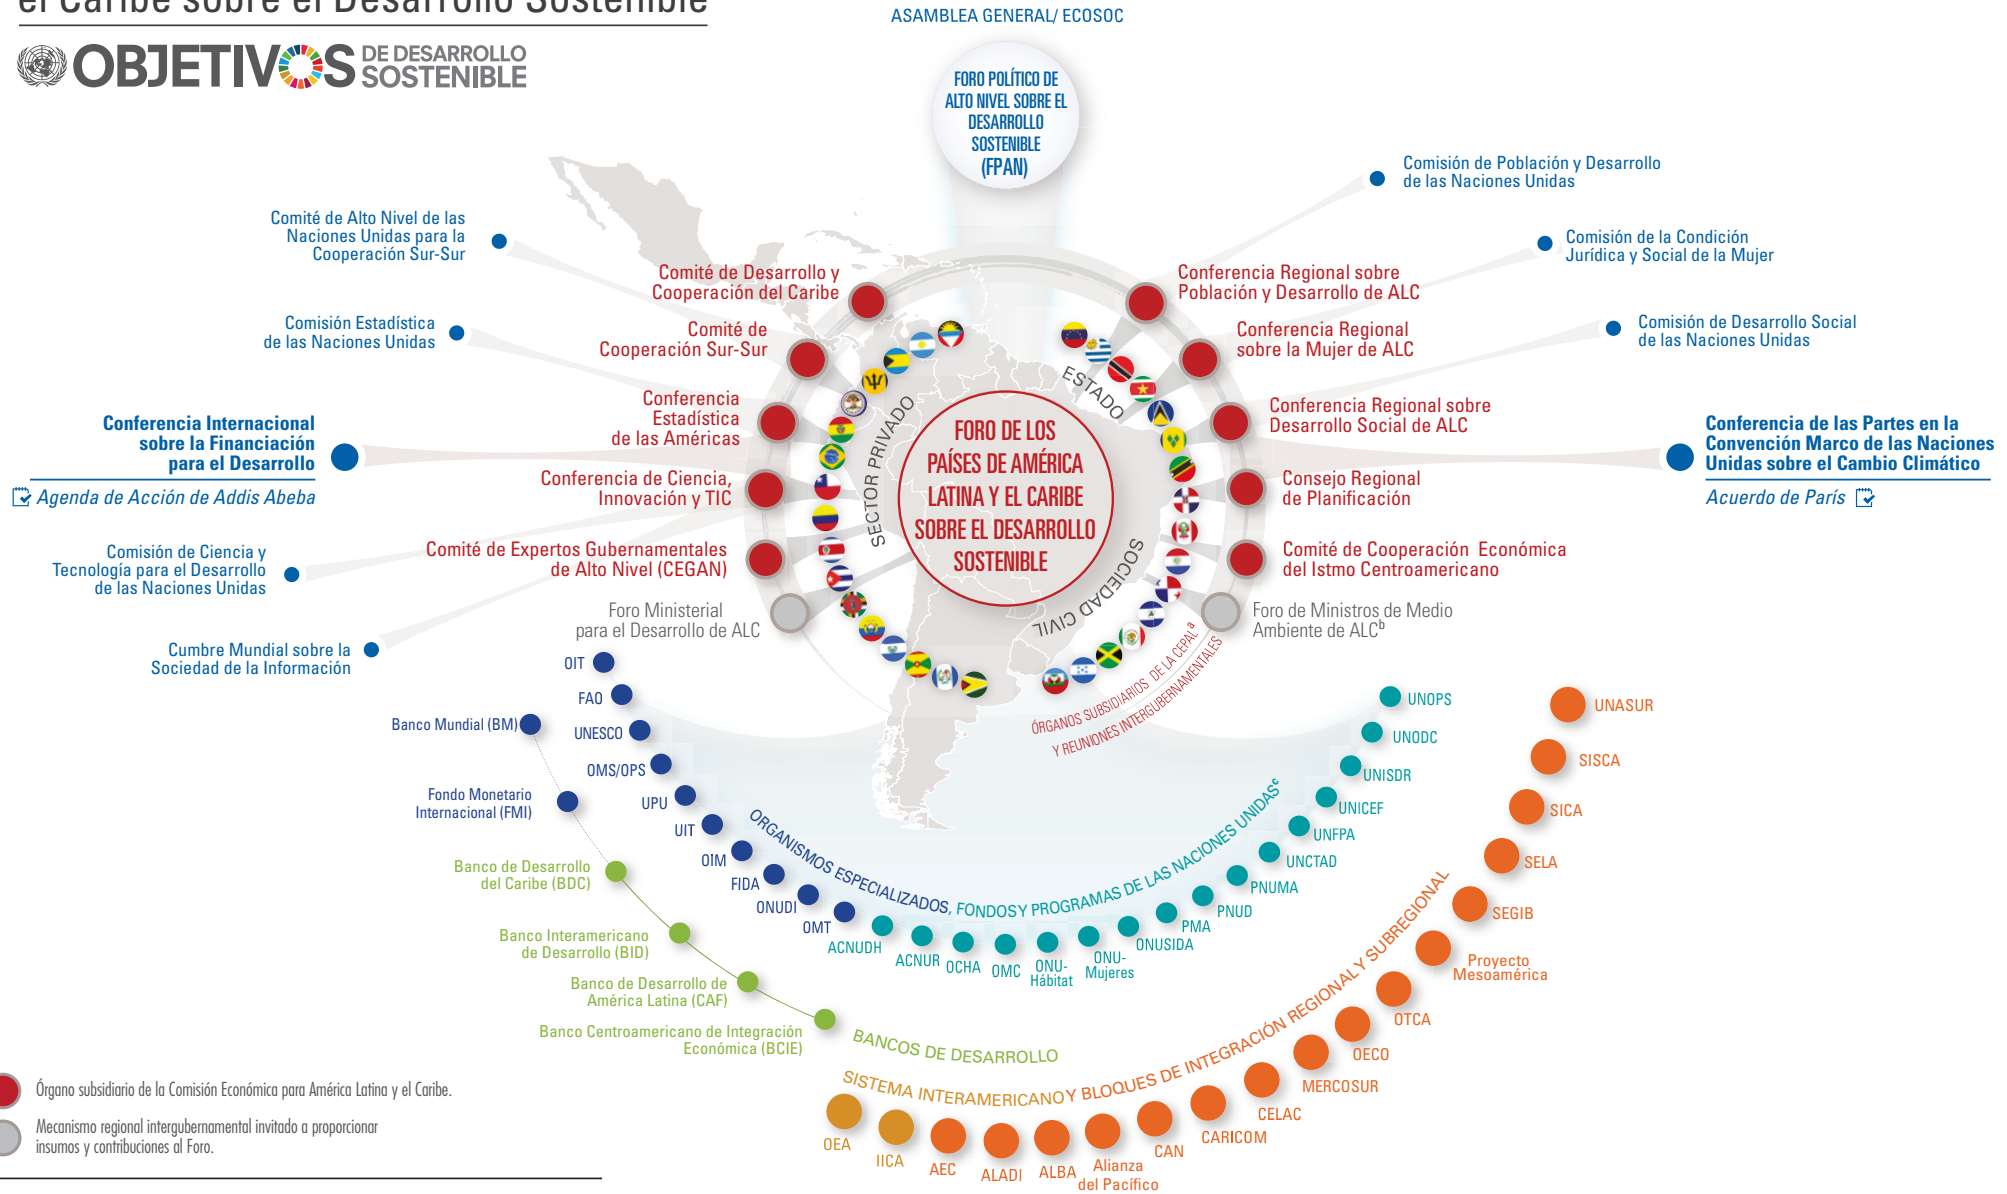 el Caribe sobre el Desarrollo Sostenible
OBJETIVOS DE DESARROLLO
SOSTENIBLE
ASAMBLEA GENERAL/ ECOSOC
FORO POLÍTICO DE
ALTO NIVEL SOBRE EL
DESARROLLO
SOSTENIBLE
(FPAN)
Comité de Alto Nivel de las
Naciones Unidas para la
Cooperación Sur-Sur
Comisión Estadística
de las Naciones Unidas
Conferencia Internacional
sobre la Financiación
para el Desarrollo
Agenda de Acción de Addis Abeba
Comisión de Ciencia y
Tecnología para el Desarrollo
de las Naciones Unidas
Cumbre Mundial sobre la
Sociedad de la Información
Comité de Desarrollo y
Cooperación del Caribe
Comité de
Cooperación Sur-Sur
Conferencia
Estadística
de las Américas
Conferencia de Ciencia,
Innovación y TIC
Comité de Expertos Gubernamentales
de Alto Nivel (CEGAN)
Foro Ministerial
para el Desarrollo de ALC
SECTOR PRIVADO
ESTADO
SOCIEDAD CIVIL
FORO DE LOS
PAÍSES DE AMÉRICA
LATINA Y EL CARIBE
SOBRE EL DESARROLLO
SOSTENIBLE
Conferencia Regional sobre
Población y Desarrollo de ALC
Conferencia Regional
sobre la Mujer de ALC
Conferencia Regional sobre
Desarrollo Social de ALC
Consejo Regional
de Planificación
Comité de Cooperación Económica
del Istmo Centroamericano
Foro de Ministros de Medio
Ambiente de ALCᵇ
Comisión de Población y Desarrollo
de las Naciones Unidas
Comisión de la Condición
Jurídica y Social de la Mujer
Comisión de Desarrollo Social
de las Naciones Unidas
Conferencia de las Partes en la
Convención Marco de las Naciones
Unidas sobre el Cambio Climático
Acuerdo de París
ÓRGANOS SUBSIDIARIOS DE LA CEPALᵃ
Y REUNIONES INTERGUBERNAMENTALES
OIT
FAO
UNESCO
OMS/OPS
UPU
UIT
OIM
FIDA
ONUDI
OMT
ACNUDH
ACNUR
OCHA
OMC
ONU-
Hábitat
ONU-
Mujeres
ONUSIDA
PMA
PNUD
PNUMA
UNCTAD
UNFPA
UNICEF
UNISDR
UNODC
UNOPS
ORGANISMOS ESPECIALIZADOS, FONDOS Y PROGRAMAS DE LAS NACIONES UNIDASᶜ
Banco Mundial (BM)
Fondo Monetario
Internacional (FMI)
Banco de Desarrollo
del Caribe (BDC)
Banco Interamericano
de Desarrollo (BID)
Banco de Desarrollo de
América Latina (CAF)
Banco Centroamericano de Integración
Económica (BCIE)
BANCOS DE DESARROLLO
SISTEMA INTERAMERICANO Y BLOQUES DE INTEGRACIÓN REGIONAL Y SUBREGIONAL
OEA
IICA
AEC
ALADI
ALBA
Alianza
del Pacífico
CAN
CARICOM
CELAC
MERCOSUR
OECO
OTCA
Proyecto
Mesoamérica
SEGIB
SELA
SICA
SISCA
UNASUR
Órgano subsidiario de la Comisión Económica para América Latina y el Caribe.
Mecanismo regional intergubernamental invitado a proporcionar
insumos y contribuciones al Foro.